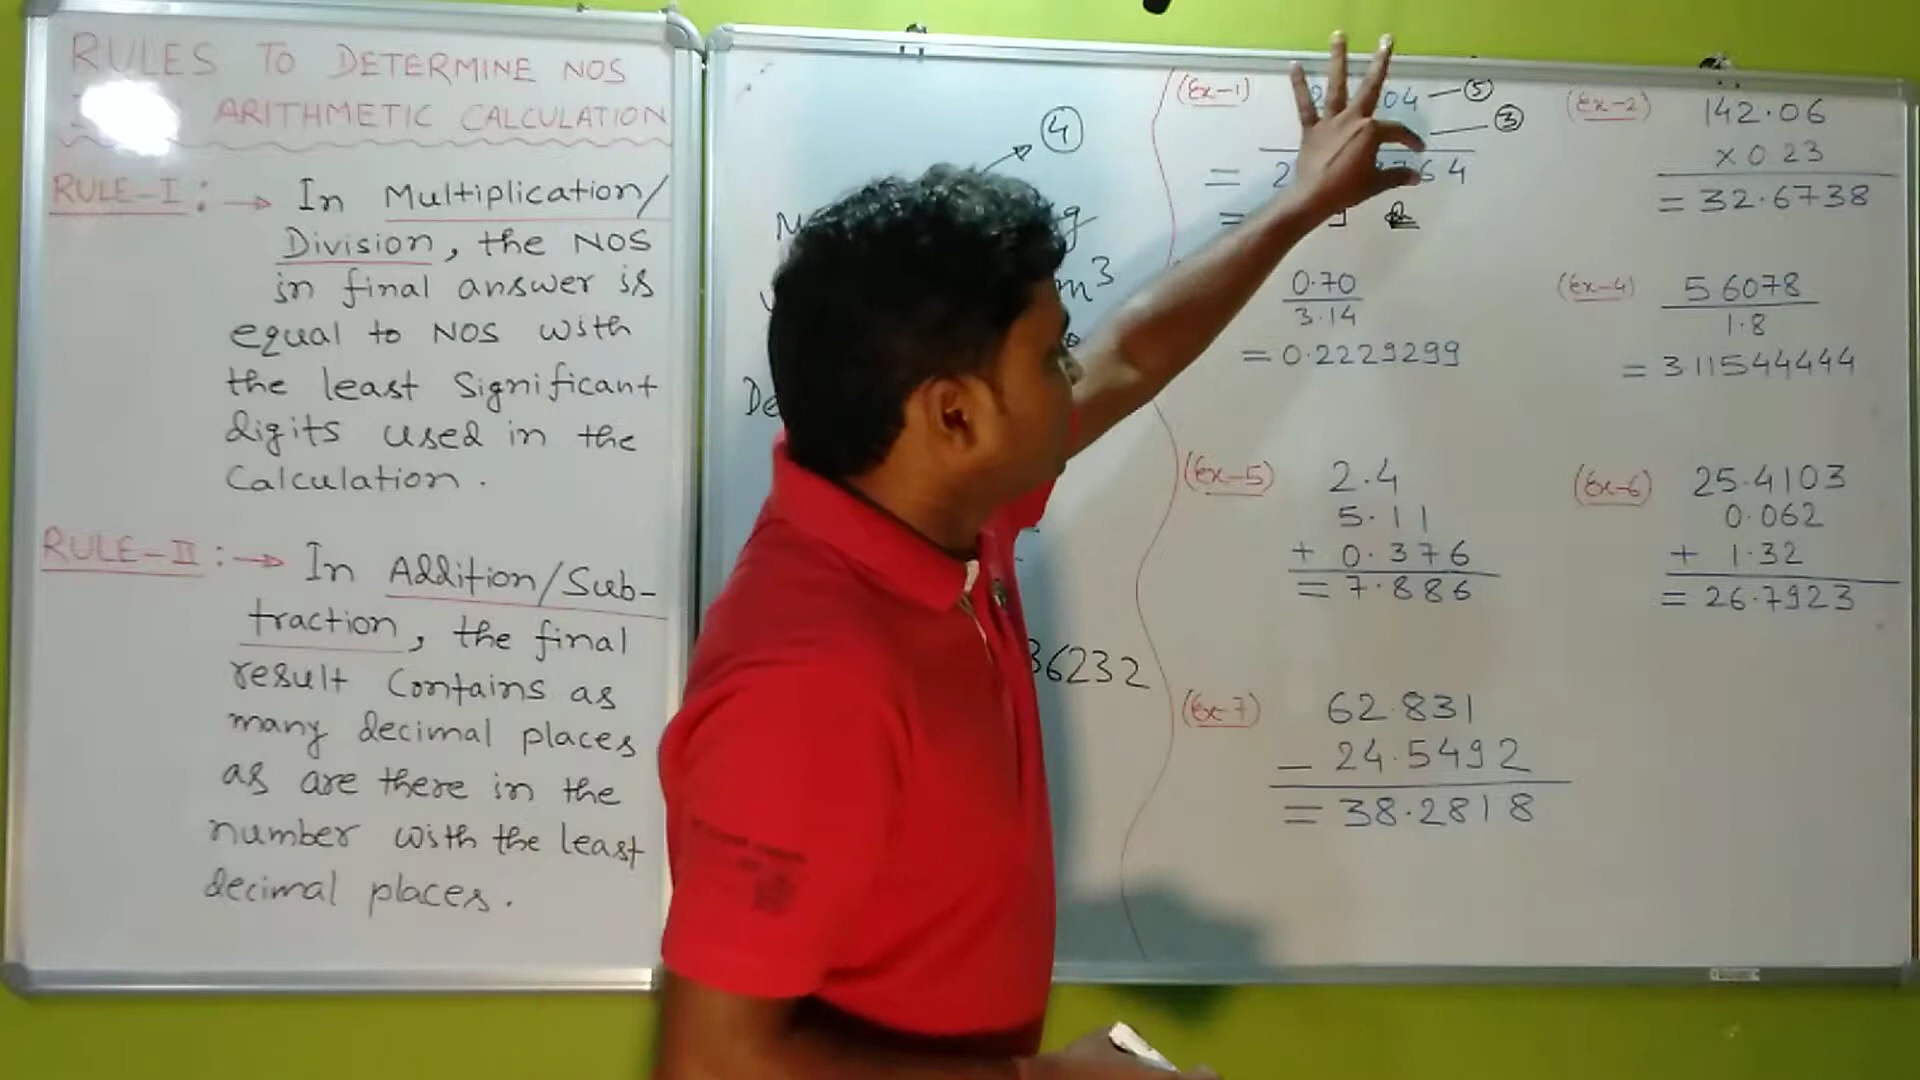 RULES TO DETERMINE NOS
ARITHMETIC CALCULATION
RULE-I : → In Multiplication/
Division, the NOS
in final answer is
equal to NOS with
the least Significant
digits used in the
Calculation.
RULE-II : → In Addition/Sub-
traction, the final
result Contains as
many decimal places
as are there in the
number with the least
decimal places.
④
g
m³
36232
(Ex-1)
04 — ⑤
— ③
= 2 64
=
0.70
3.14
= 0.2229299
(Ex-5) 2.4
5.11
+ 0.376
= 7.886
(Ex-7) 62.831
- 24.5492
= 38.2818
(Ex-2) 142.06
x 0.23
= 32.6738
(Ex-4) 5.6078
1.8
= 3.11544444
(Ex-6) 25.4103
0.062
+ 1.32
= 26.7923